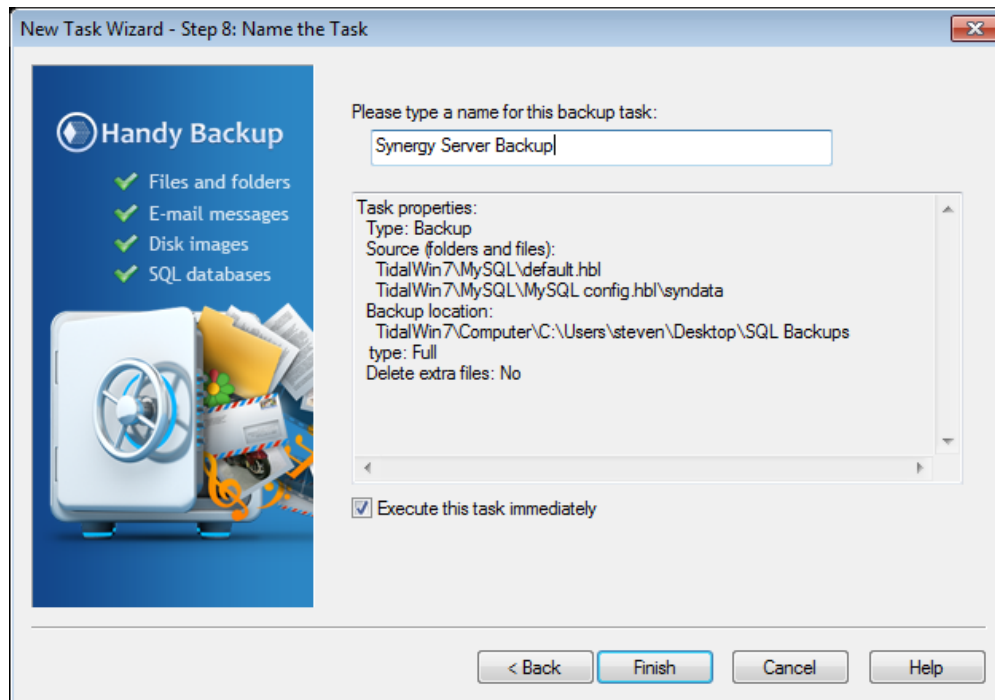 New Task Wizard - Step 8: Name the Task
Handy Backup
Files and folders
E-mail messages
Disk images
SQL databases
Please type a name for this backup task:
Synergy Server Backup
Task properties:
Type: Backup
Source (folders and files):
TidalWin7\MySQL\default.hbl
TidalWin7\MySQL\MySQL config.hbl\syndata
Backup location:
TidalWin7\Computer\C:\Users\steven\Desktop\SQL Backups
type: Full
Delete extra files: No
Execute this task immediately
< Back
Finish
Cancel
Help